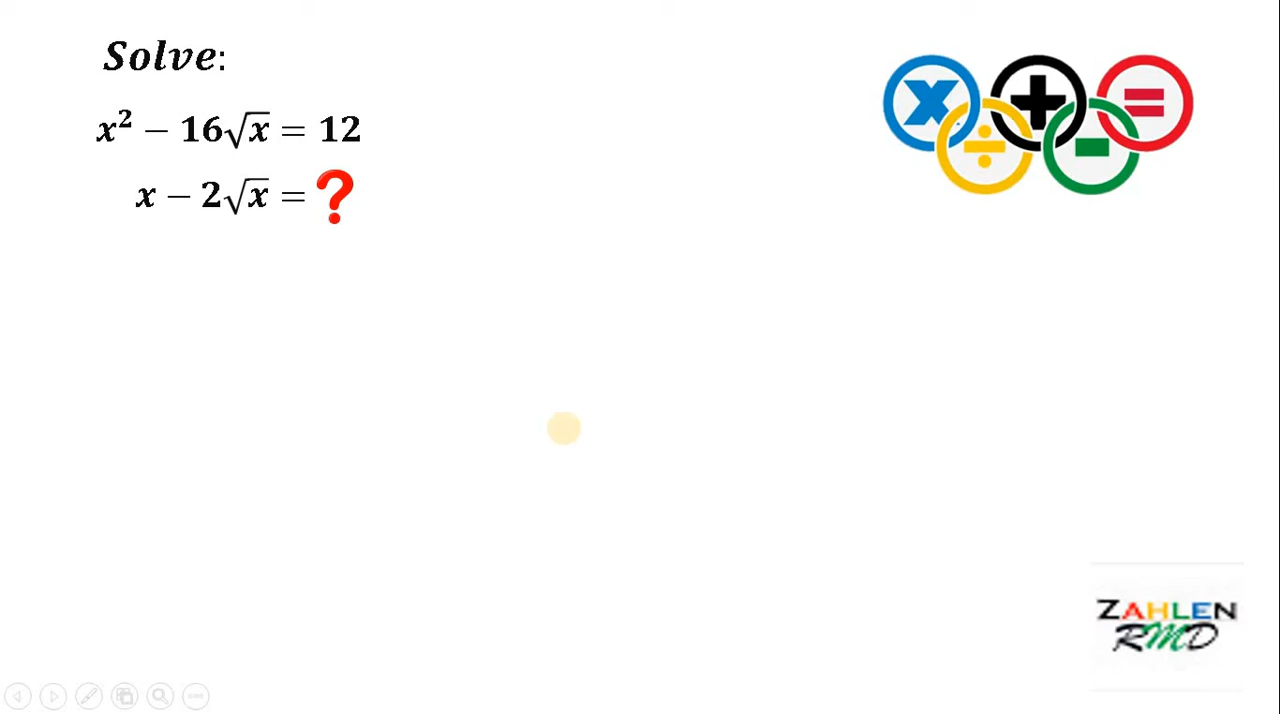 Solve:
x² − 16√x = 12
x − 2√x = ❓
x + =
÷ -
ZAHLEN
RMD